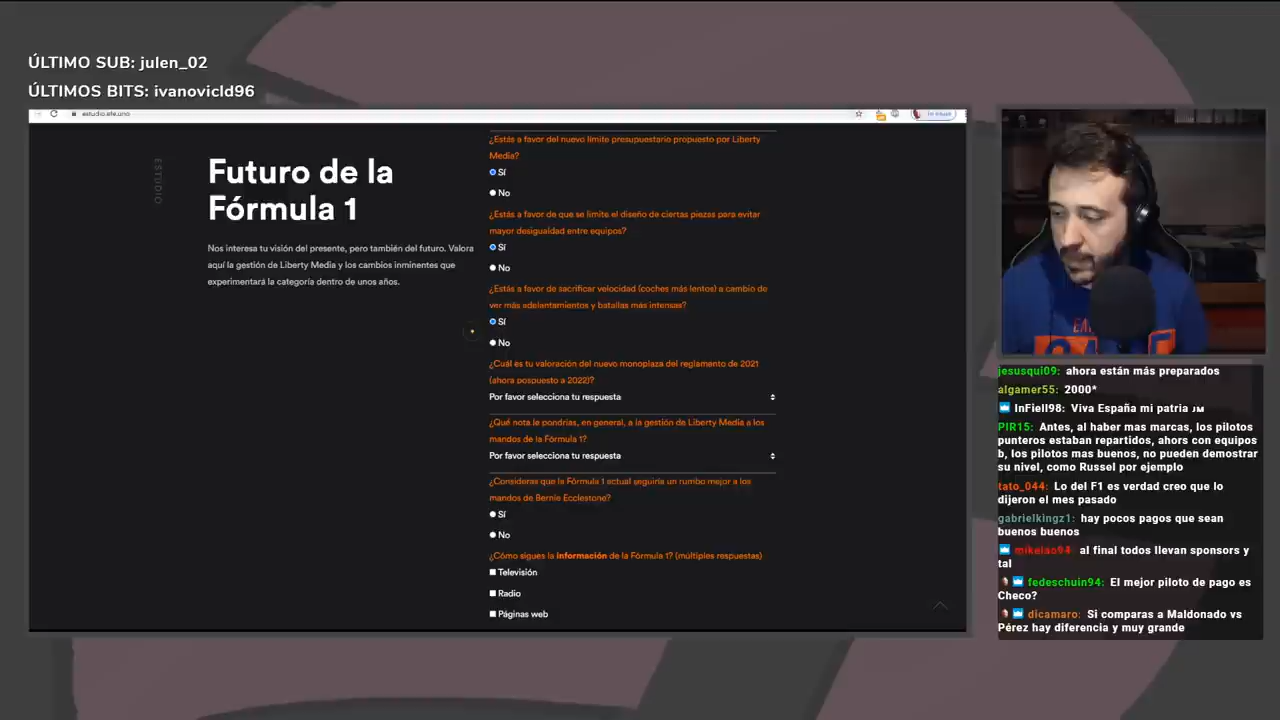 ÚLTIMO SUB: julen_02
ÚLTIMOS BITS: ivanovicld96
estudio.efe.uno
ESTUDIO
Futuro de la
Fórmula 1
Nos interesa tu visión del presente, pero también del futuro. Valora
aquí la gestión de Liberty Media y los cambios inminentes que
experimentará la categoría dentro de unos años.
¿Estás a favor del nuevo límite presupuestario propuesto por Liberty
Media?
Sí
No
¿Estás a favor de que se limite el diseño de ciertas piezas para evitar
mayor desigualdad entre equipos?
Sí
No
¿Estás a favor de sacrificar velocidad (coches más lentos) a cambio de
ver más adelantamientos y batallas más intensas?
Sí
No
¿Cuál es tu valoración del nuevo monoplaza del reglamento de 2021
(ahora pospuesto a 2022)?
Por favor selecciona tu respuesta
¿Qué nota le pondrías, en general, a la gestión de Liberty Media a los
mandos de la Fórmula 1?
Por favor selecciona tu respuesta
¿Consideras que la Fórmula 1 actual seguiría un rumbo mejor a los
mandos de Bernie Ecclestone?
Sí
No
¿Cómo sigues la información de la Fórmula 1? (múltiples respuestas)
Televisión
Radio
Páginas web
jesusqui09: ahora están más preparados
algamer55: 2000*
InFiell98: Viva España mi patria
PIR15: Antes, al haber mas marcas, los pilotos
punteros estaban repartidos, ahors con equipos
b, los pilotos mas buenos, no pueden demostrar
su nivel, como Russel por ejemplo
tato_044: Lo del F1 es verdad creo que lo
dijeron el mes pasado
gabrielkingz1: hay pocos pagos que sean
buenos buenos
mikelao94: al final todos llevan sponsors y
tal
fedeschuin94: El mejor piloto de pago es
Checo?
dicamaro: Si comparas a Maldonado vs
Pérez hay diferencia y muy grande